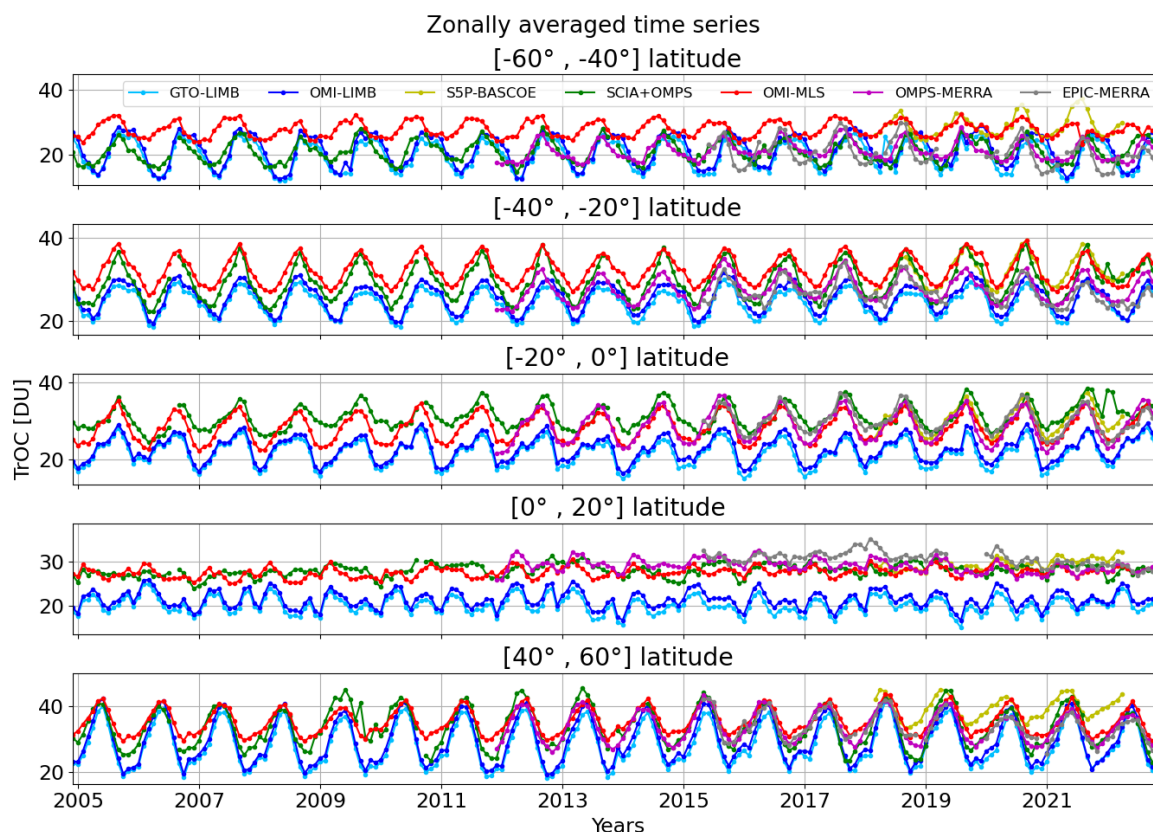 Zonally averaged time series
[-60° , -40°] latitude
40
20
GTO-LIMB OMI-LIMB S5P-BASCOE SCIA+OMPS OMI-MLS OMPS-MERRA EPIC-MERRA
[-40° , -20°] latitude
40
20
[-20° , 0°] latitude
40
20
TrOC [DU]
[0° , 20°] latitude
30
20
[40° , 60°] latitude
40
20
2005 2007 2009 2011 2013 2015 2017 2019 2021
Years